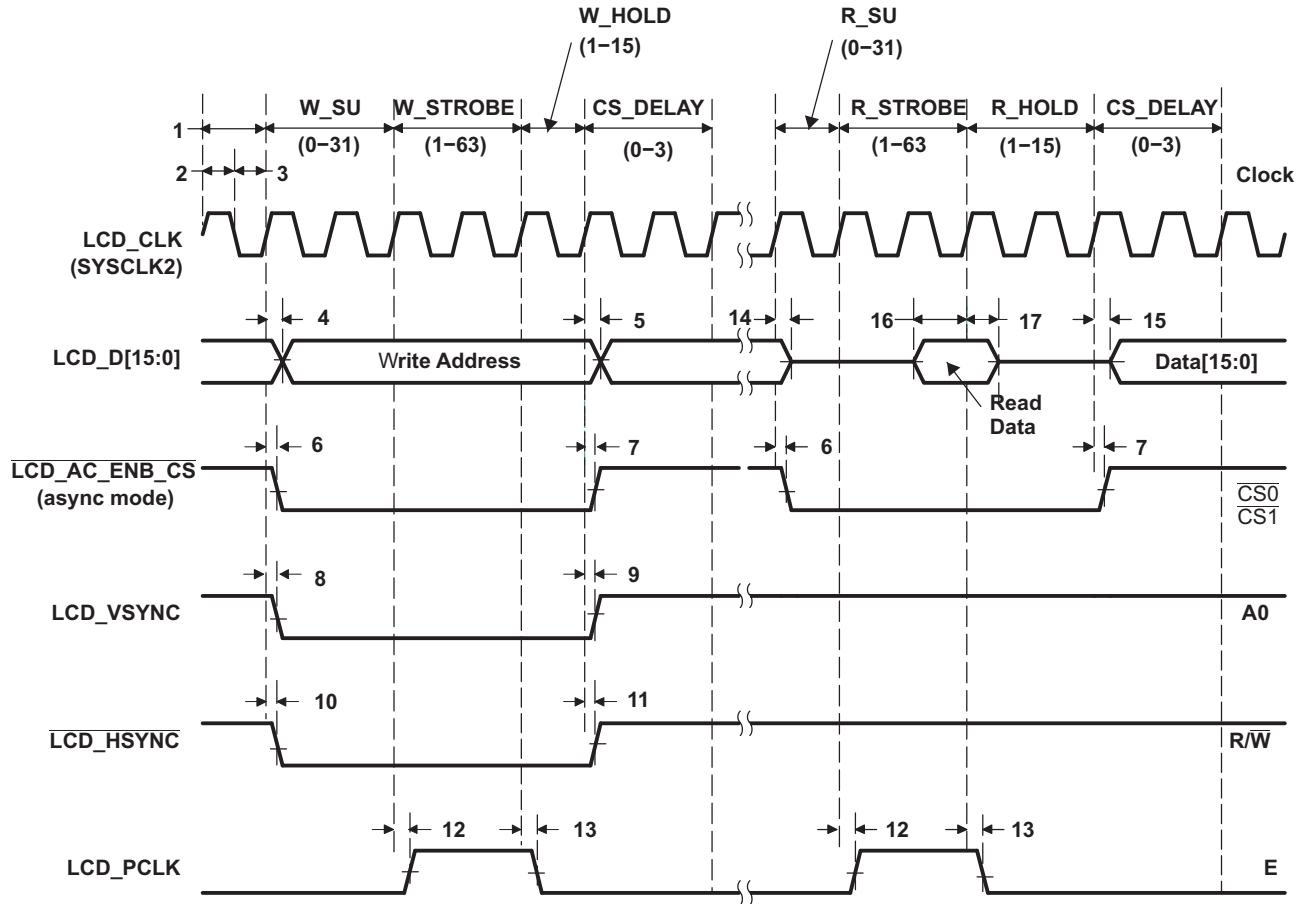 W_HOLD
(1−15)
R_SU
(0−31)
W_SU
W_STROBE
CS_DELAY
R_STROBE
R_HOLD
CS_DELAY
1
(0−31)
(1−63)
(0−3)
(1−63
(1−15)
(0−3)
2
3
Clock
LCD_CLK
(SYSCLK2)
4
5
14
16
17
15
LCD_D[15:0]
Write Address
Data[15:0]
Read
Data
6
7
6
7
LCD_AC_ENB_CS
(async mode)
CS0
CS1
8
9
LCD_VSYNC
A0
10
11
LCD_HSYNC
R/W
12
13
12
13
LCD_PCLK
E